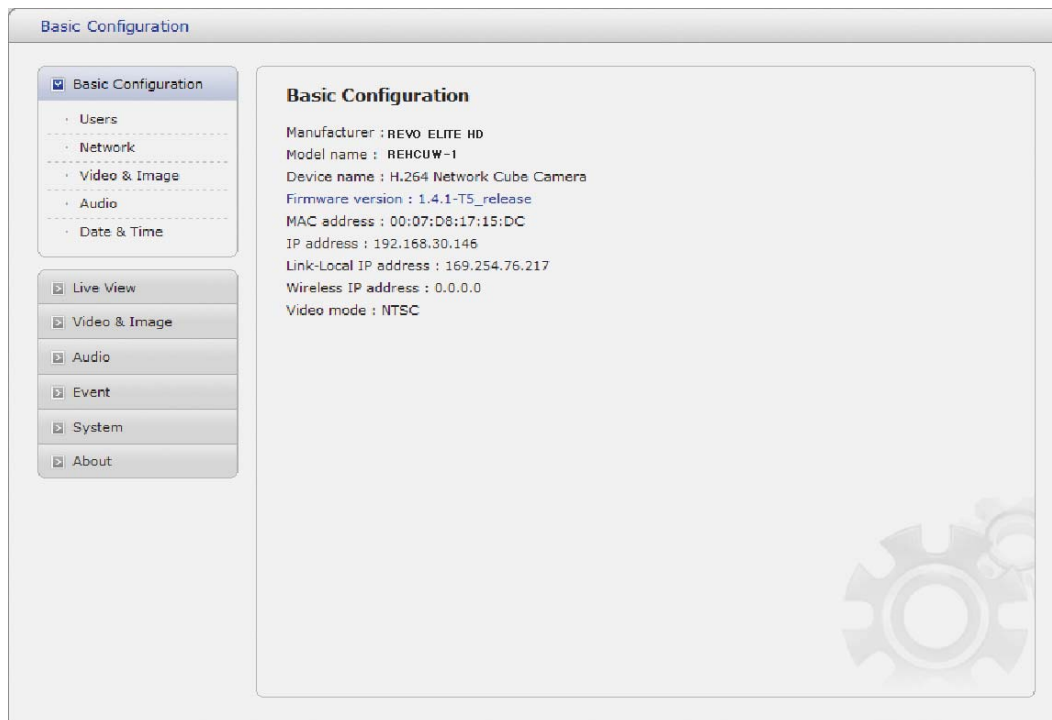 Basic Configuration
Basic Configuration
· Users
· Network
· Video & Image
· Audio
· Date & Time
Live View
Video & Image
Audio
Event
System
About
Basic Configuration
Manufacturer : REVO ELITE HD
Model name : REHCUW-1
Device name : H.264 Network Cube Camera
Firmware version : 1.4.1-T5_release
MAC address : 00:07:D8:17:15:DC
IP address : 192.168.30.146
Link-Local IP address : 169.254.76.217
Wireless IP address : 0.0.0.0
Video mode : NTSC